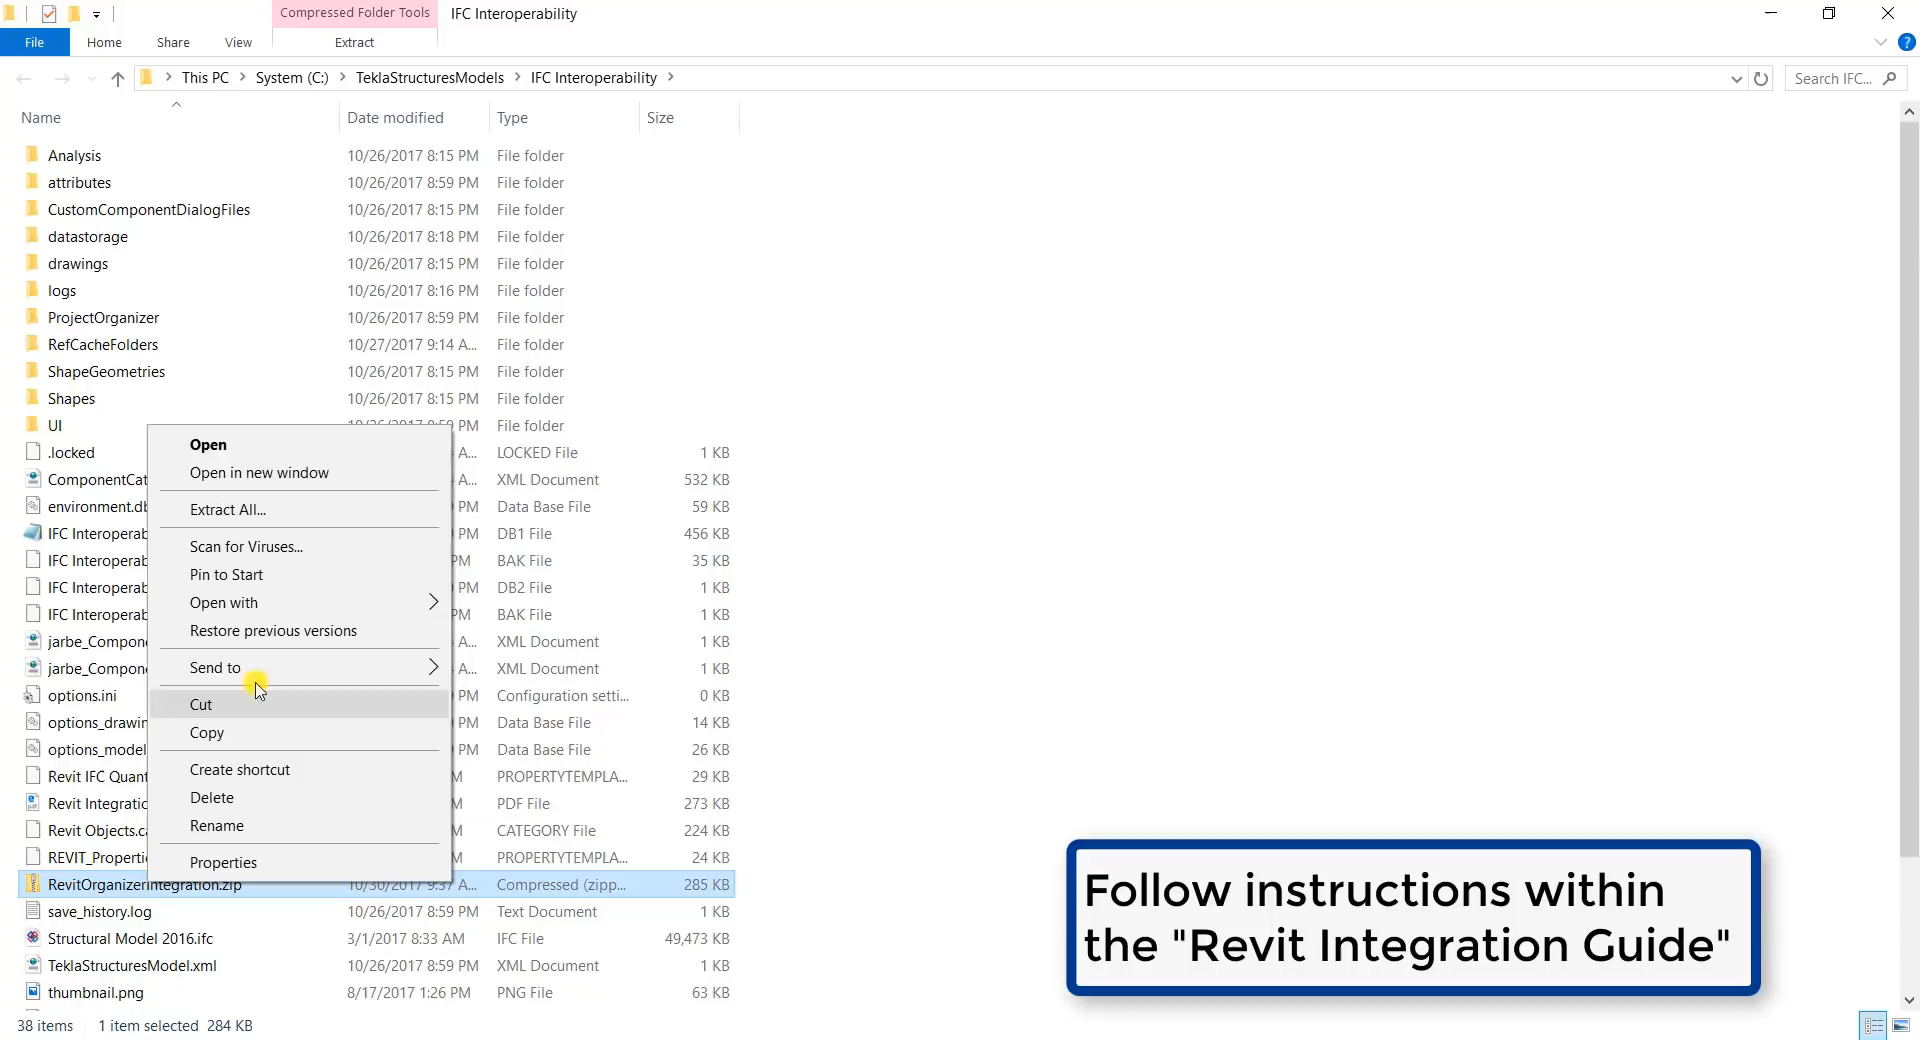 Compressed Folder Tools IFC Interoperability
File Home Share View Extract
This PC System (C:) TeklaStructuresModels IFC Interoperability Search IFC...
Name Date modified Type Size
Analysis 10/26/2017 8:15 PM File folder
attributes 10/26/2017 8:59 PM File folder
CustomComponentDialogFiles 10/26/2017 8:15 PM File folder
datastorage 10/26/2017 8:18 PM File folder
drawings 10/26/2017 8:15 PM File folder
logs 10/26/2017 8:16 PM File folder
ProjectOrganizer 10/26/2017 8:59 PM File folder
RefCacheFolders 10/27/2017 9:14 A... File folder
ShapeGeometries 10/26/2017 8:15 PM File folder
Shapes 10/26/2017 8:15 PM File folder
UI 10/26/2017 8:59 PM File folder
.locked A... LOCKED File 1 KB
ComponentCat A... XML Document 532 KB
environment.db PM Data Base File 59 KB
IFC Interoperab PM DB1 File 456 KB
IFC Interoperab PM BAK File 35 KB
IFC Interoperab PM DB2 File 1 KB
IFC Interoperab PM BAK File 1 KB
jarbe_Compon A... XML Document 1 KB
jarbe_Compon A... XML Document 1 KB
options.ini PM Configuration setti... 0 KB
options_drawin PM Data Base File 14 KB
options_model PM Data Base File 26 KB
Revit IFC Quant M PROPERTYTEMPLA... 29 KB
Revit Integratio M PDF File 273 KB
Revit Objects.ca M CATEGORY File 224 KB
REVIT_Properti M PROPERTYTEMPLA... 24 KB
RevitOrganizerIntegration.zip 10/30/2017 9:37 A... Compressed (zipp... 285 KB
save_history.log 10/26/2017 8:59 PM Text Document 1 KB
Structural Model 2016.ifc 3/1/2017 8:33 AM IFC File 49,473 KB
TeklaStructuresModel.xml 10/26/2017 8:59 PM XML Document 1 KB
thumbnail.png 8/17/2017 1:26 PM PNG File 63 KB
Open
Open in new window
Extract All...
Scan for Viruses...
Pin to Start
Open with
Restore previous versions
Send to
Cut
Copy
Create shortcut
Delete
Rename
Properties
Follow instructions within
the "Revit Integration Guide"
38 items 1 item selected 284 KB